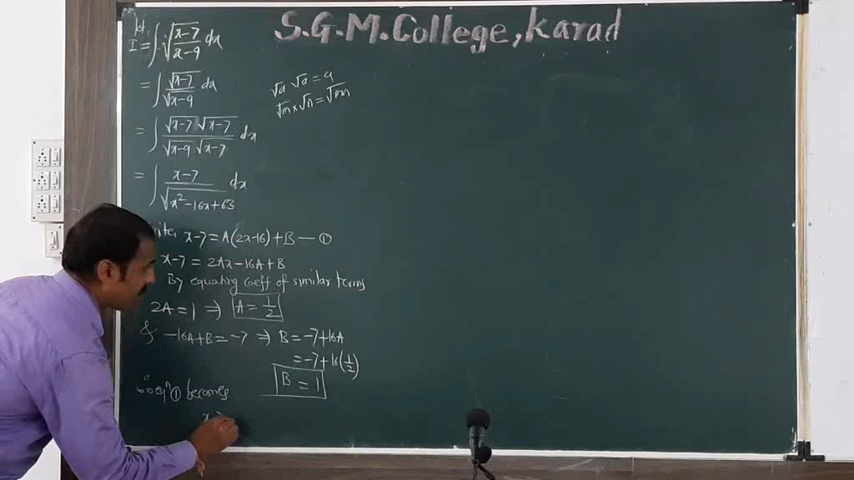 S.G.M.College, Karad
I = ∫ √(x-7)/(x-9) dx
= ∫ √(x-7)/√(x-9) dx
√a √a = a
√m × √n = √mn
= ∫ √(x-7) √(x-7) / √(x-9) √(x-7) dx
= ∫ x-7 / √(x²-16x+63) dx
x-7 = A(2x-16)+B — ①
x-7 = 2Ax-16A+B
By equating coeff of similar terms
2A = 1 ⇒ A = 1/2
& -16A+B = -7 ⇒ B = -7+16A
= -7+16(1/2)
B = 1
eqⁿ ① becomes
x